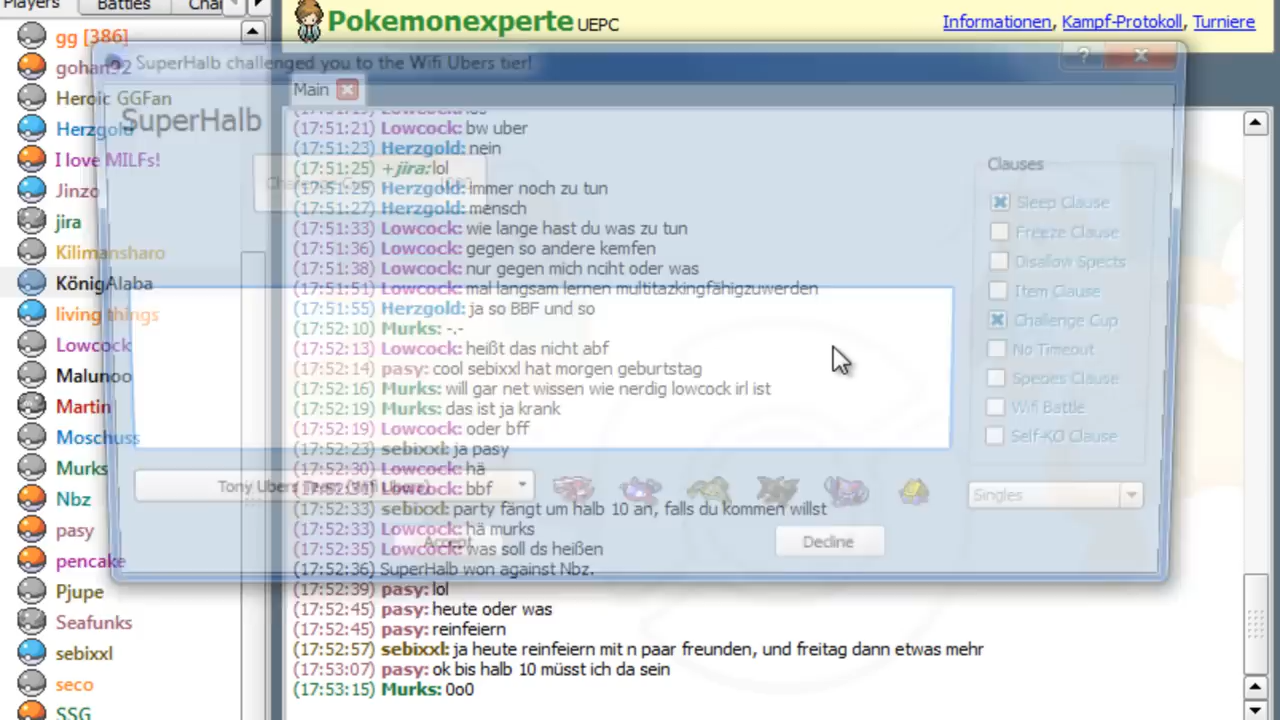 Players Battles
Pokemonexperte UEPC
Informationen, Kampf-Protokoll, Turniere
SuperHalb challenged you to the Wifi Ubers tier!
Main
SuperHalb
gg [386]
gohan92
Heroic GGFan
Herzgold
I love MILFs!
Jinzo
jira
Kilimansharo
KönigAlaba
living things
Lowcock
Malunoo
Martin
Moschuss
Murks
Nbz
pasy
pencake
Pjupe
Seafunks
sebixxl
seco
SSG
(17:51:21) Lowcock: bw uber
(17:51:23) Herzgold: nein
(17:51:25) +jira: lol
(17:51:25) Herzgold: immer noch zu tun
(17:51:27) Herzgold: mensch
(17:51:33) Lowcock: wie lange hast du was zu tun
(17:51:36) Lowcock: gegen so andere kemfen
(17:51:38) Lowcock: nur gegen mich nciht oder was
(17:51:51) Lowcock: mal langsam lernen multitazkingfähigzuwerden
(17:51:55) Herzgold: ja so BBF und so
(17:52:10) Murks: -.-
(17:52:13) Lowcock: heißt das nicht abf
(17:52:14) pasy: cool sebixxl hat morgen geburtstag
(17:52:16) Murks: will gar net wissen wie nerdig lowcock irl ist
(17:52:19) Murks: das ist ja krank
(17:52:19) Lowcock: oder bff
(17:52:23) sebixxl: ja pasy
(17:52:30) Lowcock: hä
Lowcock: bbf
(17:52:33) sebixxl: party fängt um halb 10 an, falls du kommen willst
(17:52:33) Lowcock: hä murks
(17:52:35) Lowcock: was soll ds heißen
(17:52:36) SuperHalb won against Nbz.
(17:52:39) pasy: lol
(17:52:45) pasy: heute oder was
(17:52:45) pasy: reinfeiern
(17:52:57) sebixxl: ja heute reinfeiern mit n paar freunden, und freitag dann etwas mehr
(17:53:07) pasy: ok bis halb 10 müsst ich da sein
(17:53:15) Murks: 0o0
Clauses
Sleep Clause
Freeze Clause
Disallow Spects
Item Clause
Challenge Cup
No Timeout
Species Clause
Wifi Battle
Self-KO Clause
Singles
Tony Ubers Team (Wifi Ubers)
Accept
Decline